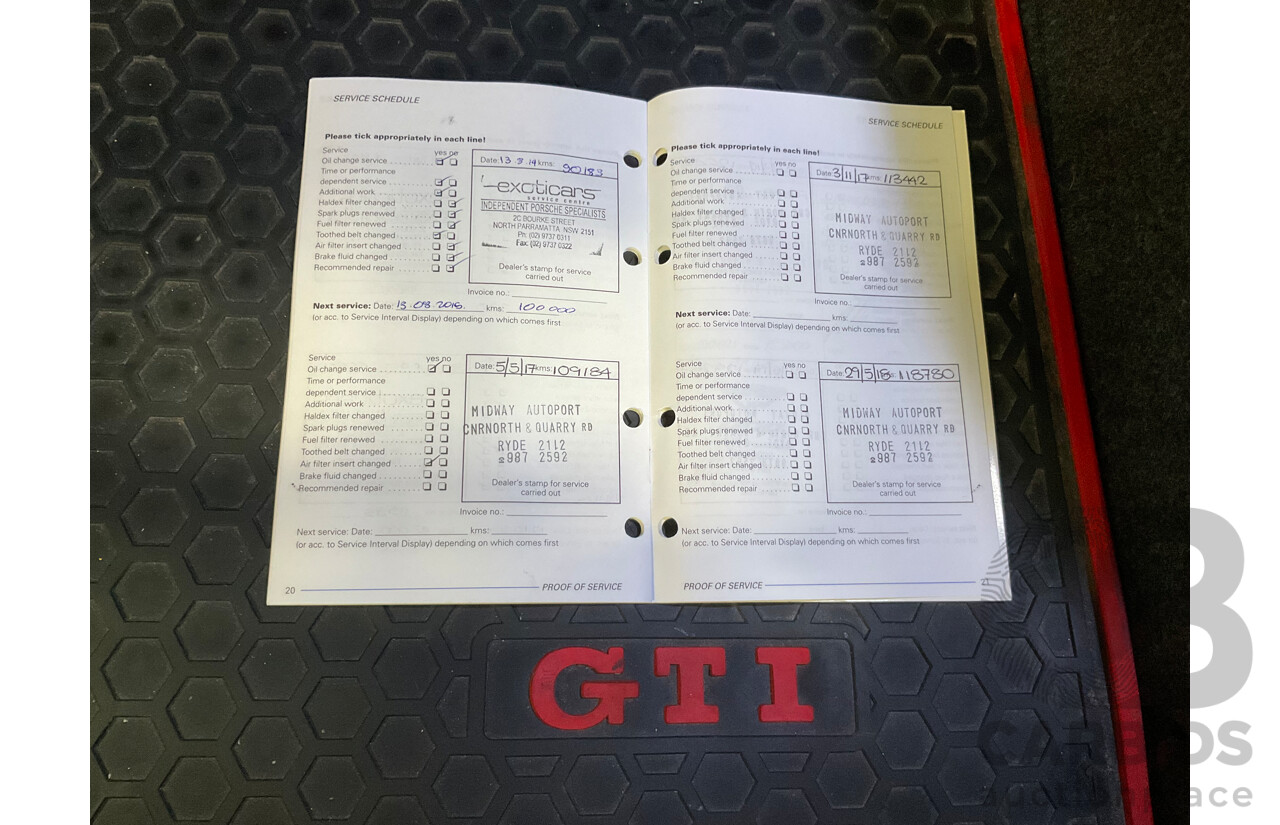 SERVICE SCHEDULE
Please tick appropriately in each line!
Service yes no
Oil change service
Time or performance
dependent service
Additional work
Haldex filter changed
Spark plugs renewed
Fuel filter renewed
Toothed belt changed
Air filter insert changed
Brake fluid changed
Recommended repair
Date: kms: 90183
exoticars
service centre
INDEPENDENT PORSCHE SPECIALISTS
2C BOURKE STREET
NORTH PARRAMATTA NSW 2151
Ph: (02) 9737 0311
Fax: (02) 9737 0322
Dealer's stamp for service
carried out
Invoice no.:
Next service: Date: 13.08.2016. kms: 100 000
(or acc. to Service Interval Display) depending on which comes first
Service yes no
Oil change service
Time or performance
dependent service
Additional work
Haldex filter changed
Spark plugs renewed
Fuel filter renewed
Toothed belt changed
Air filter insert changed
Brake fluid changed
Recommended repair
Date: 5/5/17 kms: 109184
MIDWAY AUTOPORT
CNRNORTH & QUARRY RD
RYDE 2112
☎987 2592
Dealer's stamp for service
carried out
Invoice no.:
Next service: Date: kms:
(or acc. to Service Interval Display) depending on which comes first
20 PROOF OF SERVICE
SERVICE SCHEDULE
Please tick appropriately in each line!
Service yes no
Oil change service
Time or performance
dependent service
Additional work
Haldex filter changed
Spark plugs renewed
Fuel filter renewed
Toothed belt changed
Air filter insert changed
Brake fluid changed
Recommended repair
Date: 3/11/17 kms: 113442
MIDWAY AUTOPORT
CNRNORTH & QUARRY RD
RYDE 2112
☎987 2592
Dealer's stamp for service
carried out
Invoice no.:
Next service: Date: kms:
(or acc. to Service Interval Display) depending on which comes first
Service yes no
Oil change service
Time or performance
dependent service
Additional work
Haldex filter changed
Spark plugs renewed
Fuel filter renewed
Toothed belt changed
Air filter insert changed
Brake fluid changed
Recommended repair
Date: 29/5/18 118780
MIDWAY AUTOPORT
CNRNORTH & QUARRY RD
RYDE 2112
☎987 2592
Dealer's stamp for service
carried out
Invoice no.:
Next service: Date: kms:
(or acc. to Service Interval Display) depending on which comes first
PROOF OF SERVICE 21
GTI